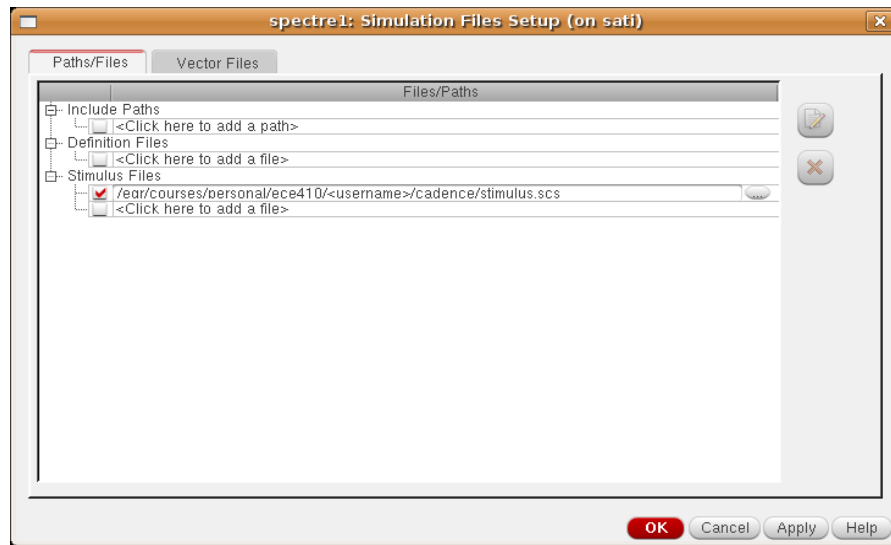 spectre1: Simulation Files Setup (on sati)
Paths/Files
Vector Files
Files/Paths
Include Paths
<Click here to add a path>
Definition Files
<Click here to add a file>
Stimulus Files
/egr/courses/personal/ece410/<username>/cadence/stimulus.scs
<Click here to add a file>
OK
Cancel
Apply
Help